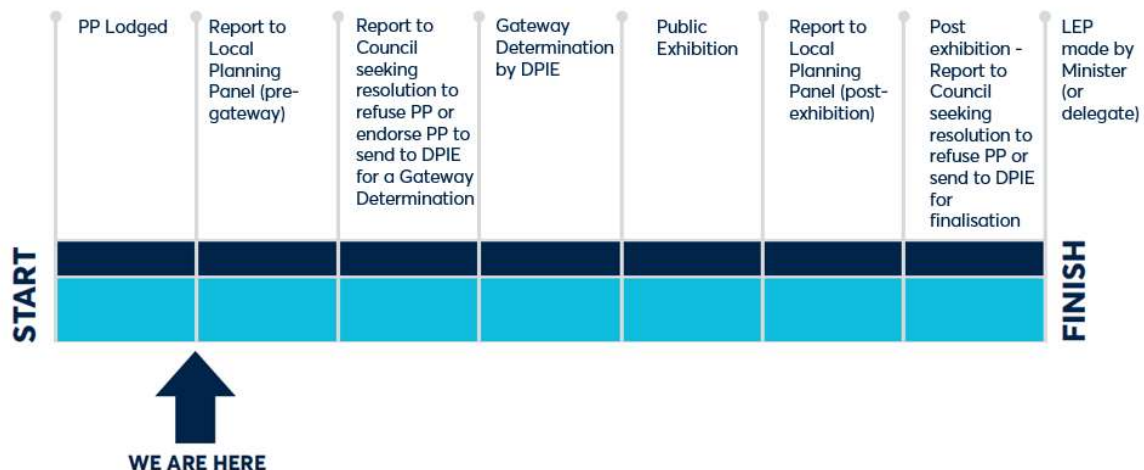 PP Lodged
Report to
Local
Planning
Panel (pre-
gateway)
Report to
Council
seeking
resolution to
refuse PP or
endorse PP to
send to DPIE
for a Gateway
Determination
Gateway
Determination
by DPIE
Public
Exhibition
Report to
Local
Planning
Panel (post-
exhibition)
Post
exhibition -
Report to
Council
seeking
resolution to
refuse PP or
send to DPIE
for
finalisation
LEP
made by
Minister
(or
delegate)
START
FINISH
WE ARE HERE